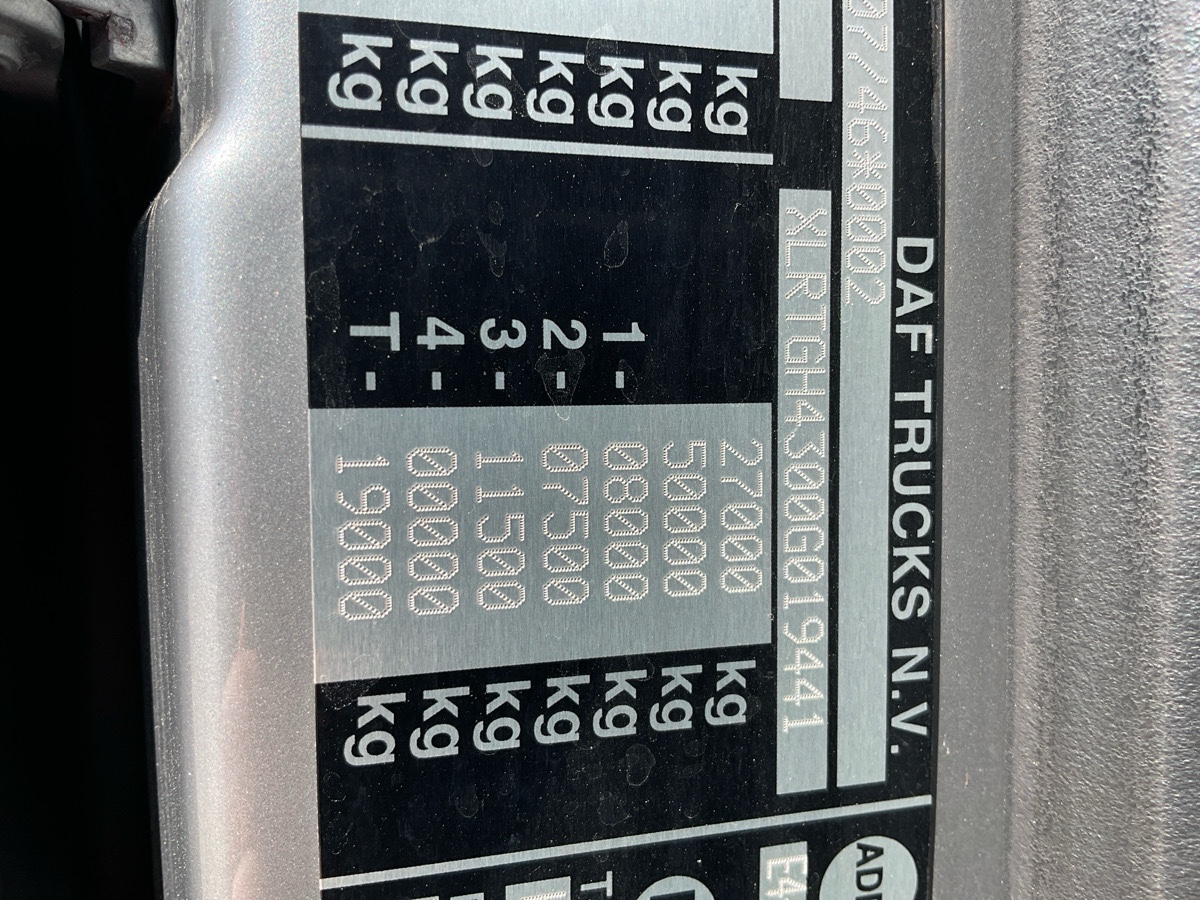 DAF TRUCKS N.V.
07/46*0002
XLRTGH4300G019441
kg 27000 kg
kg 50000 kg
kg 1- 08000 kg
kg 2- 07500 kg
kg 3- 11500 kg
kg 4- 00000 kg
kg T- 19000 kg